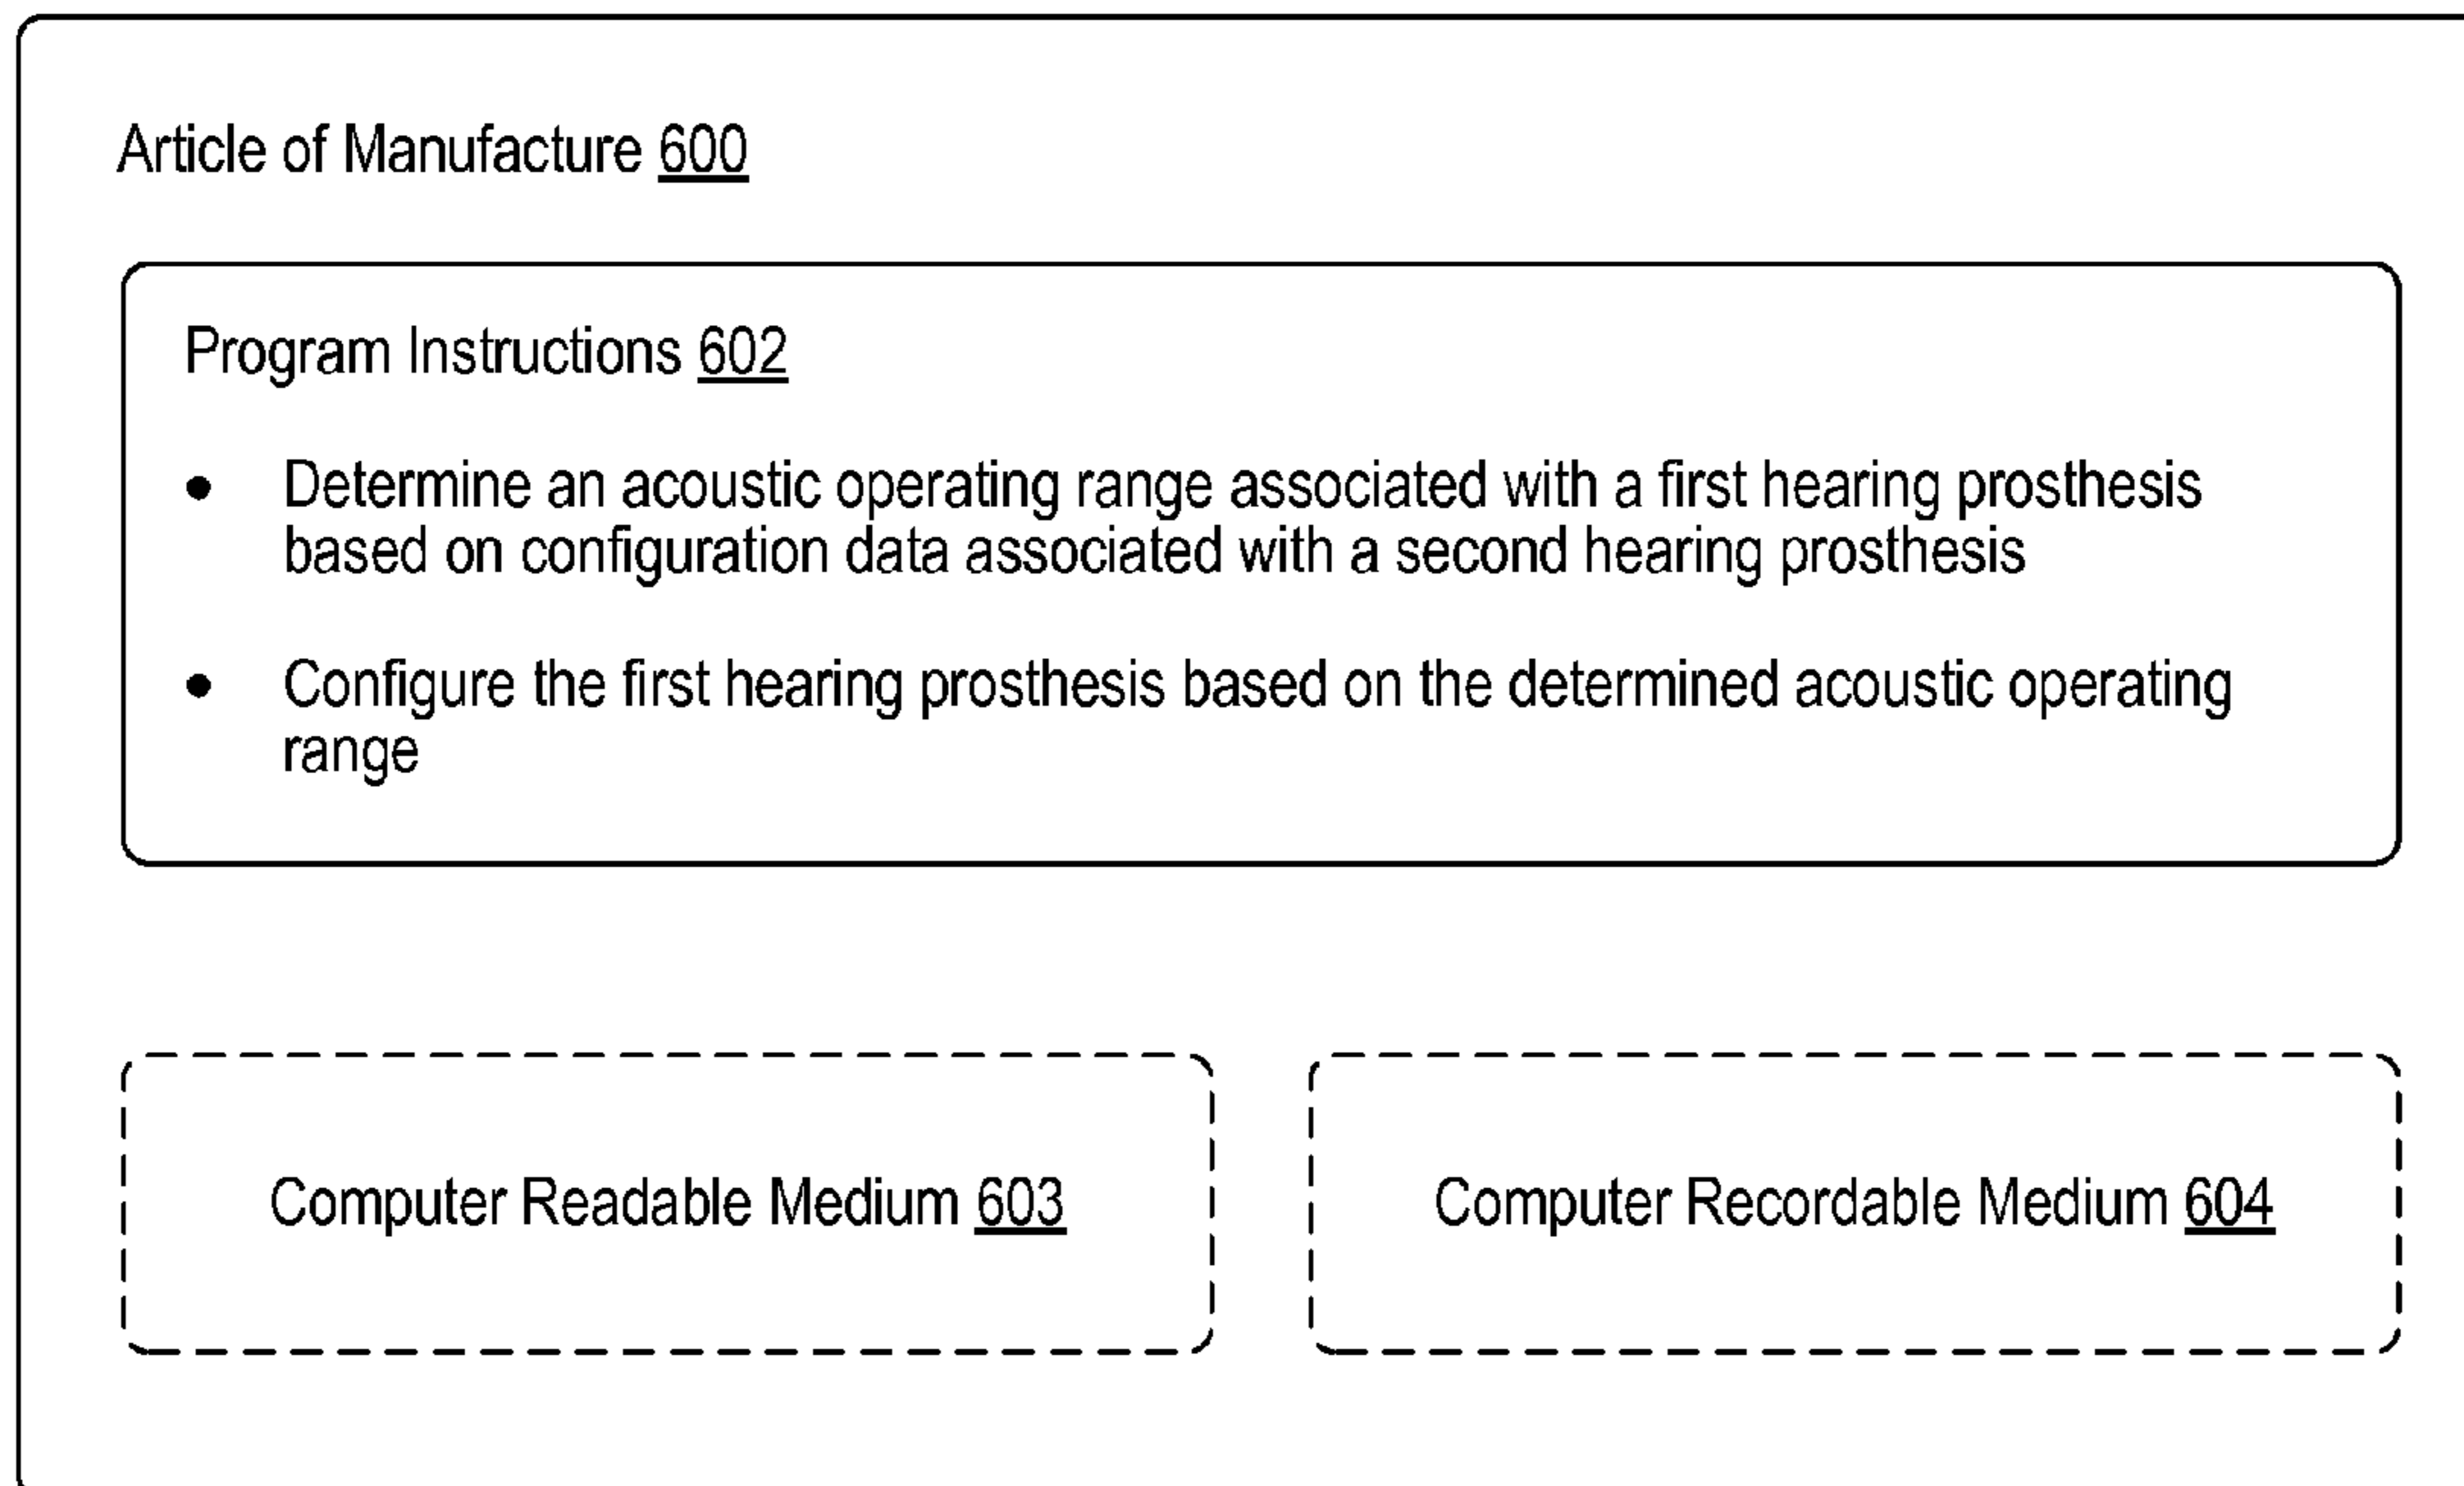 Article of Manufacture 600
Program Instructions 602
• Determine an acoustic operating range associated with a first hearing prosthesis
based on configuration data associated with a second hearing prosthesis
• Configure the first hearing prosthesis based on the determined acoustic operating
range
Computer Readable Medium 603
Computer Recordable Medium 604